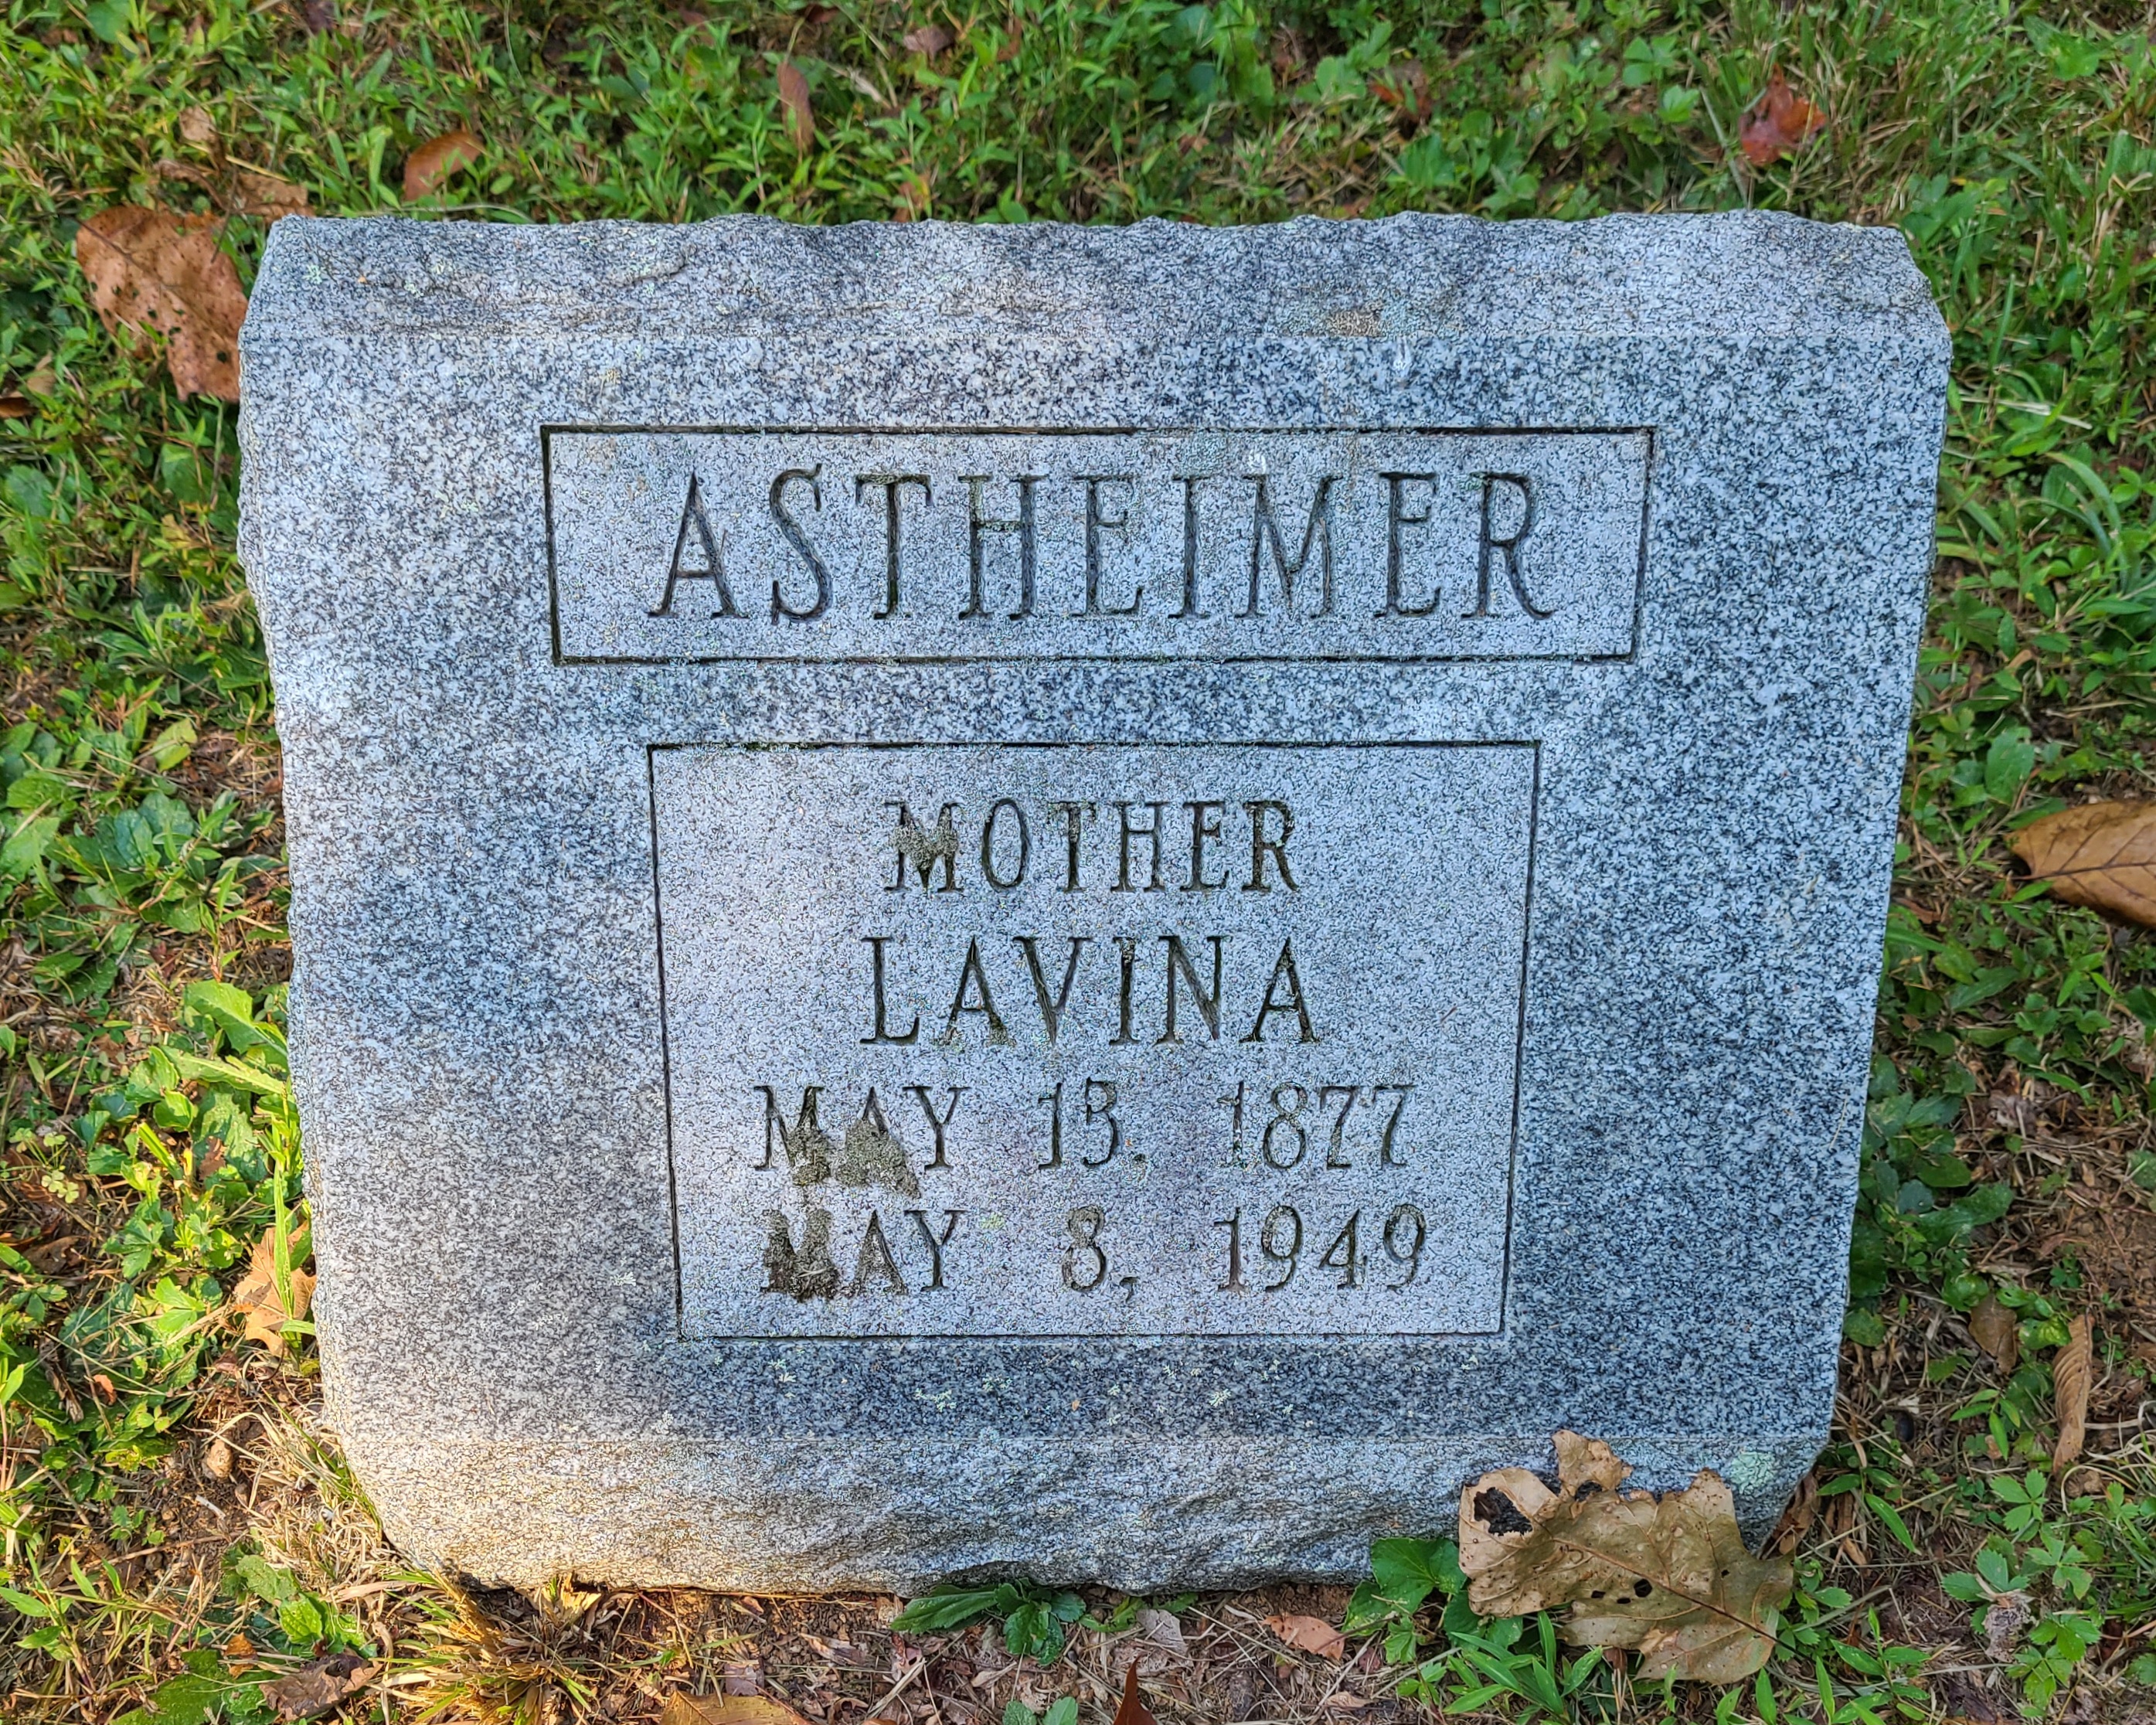 ASTHEIMER
MOTHER
LAVINA
MAY 13, 1877
MAY 8, 1949